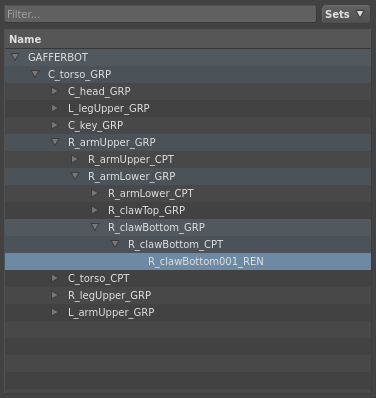 Filter...
Sets
Name
GAFFERBOT
C_torso_GRP
C_head_GRP
L_legUpper_GRP
C_key_GRP
R_armUpper_GRP
R_armUpper_CPT
R_armLower_GRP
R_armLower_CPT
R_clawTop_GRP
R_clawBottom_GRP
R_clawBottom_CPT
R_clawBottom001_REN
C_torso_CPT
R_legUpper_GRP
L_armUpper_GRP